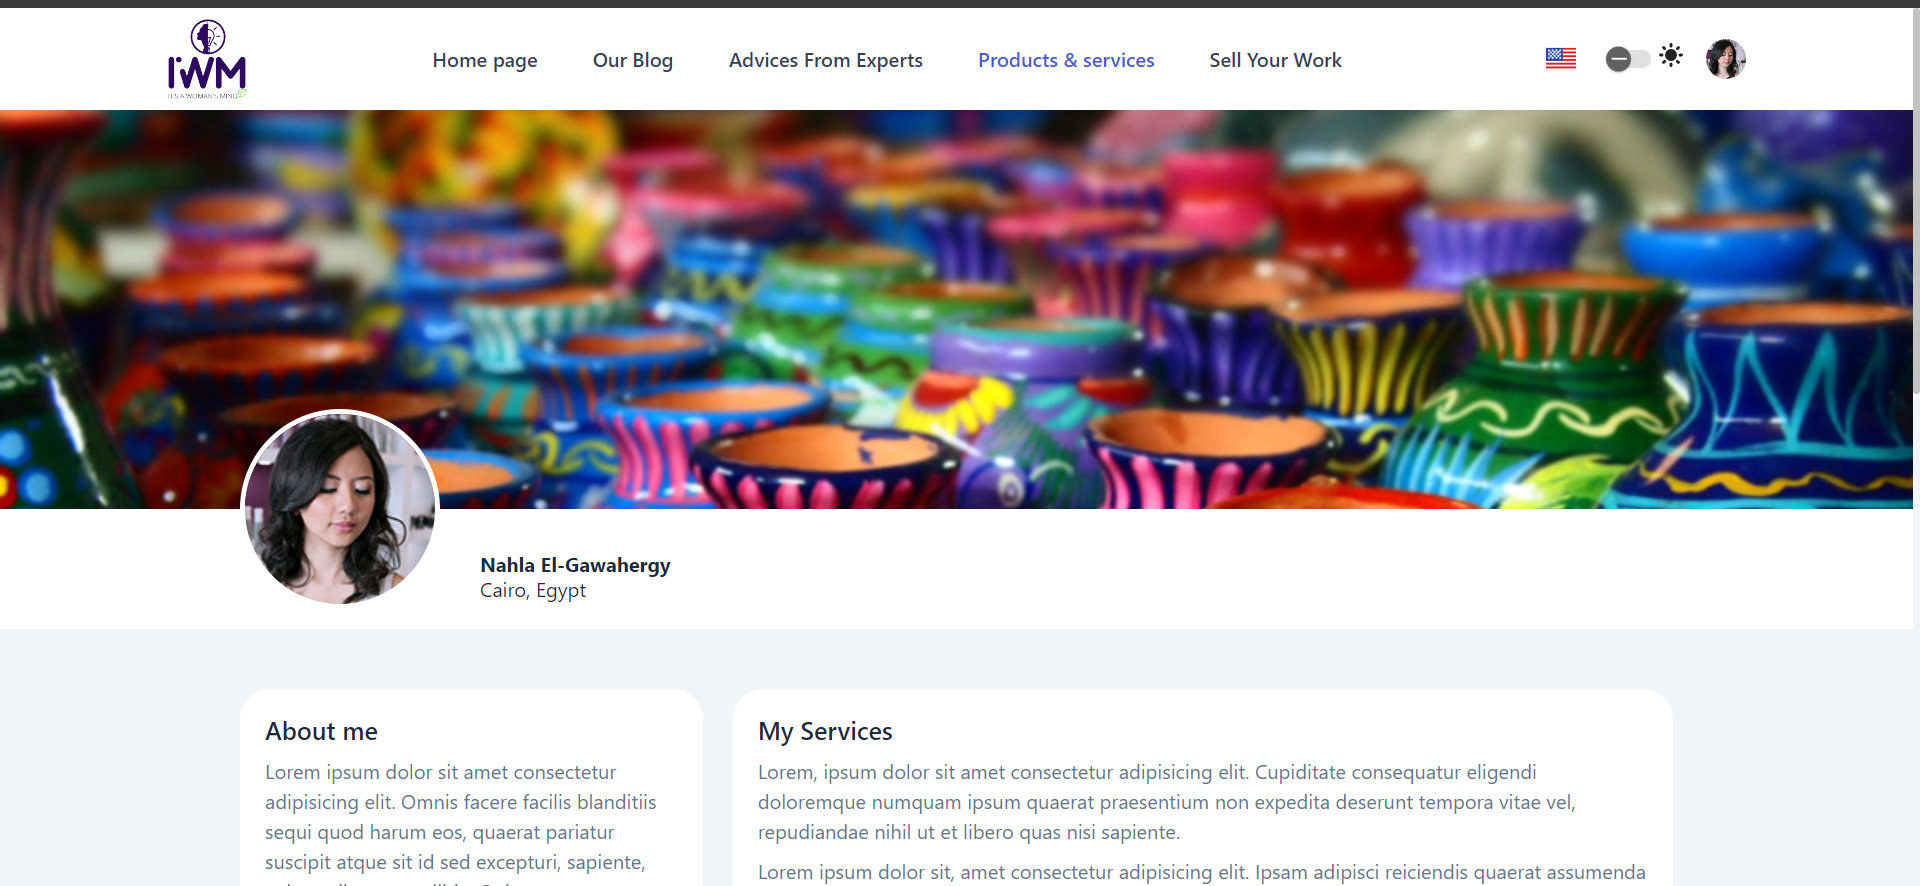 IWM
IT'S A WOMAN'S MIND
Home page
Our Blog
Advices From Experts
Products & services
Sell Your Work
Nahla El-Gawahergy
Cairo, Egypt
About me
Lorem ipsum dolor sit amet consectetur
adipisicing elit. Omnis facere facilis blanditiis
sequi quod harum eos, quaerat pariatur
suscipit atque sit id sed excepturi, sapiente,
My Services
Lorem, ipsum dolor sit amet consectetur adipisicing elit. Cupiditate consequatur eligendi
doloremque numquam ipsum quaerat praesentium non expedita deserunt tempora vitae vel,
repudiandae nihil ut et libero quas nisi sapiente.
Lorem ipsum dolor sit, amet consectetur adipisicing elit. Ipsam adipisci reiciendis quaerat assumenda